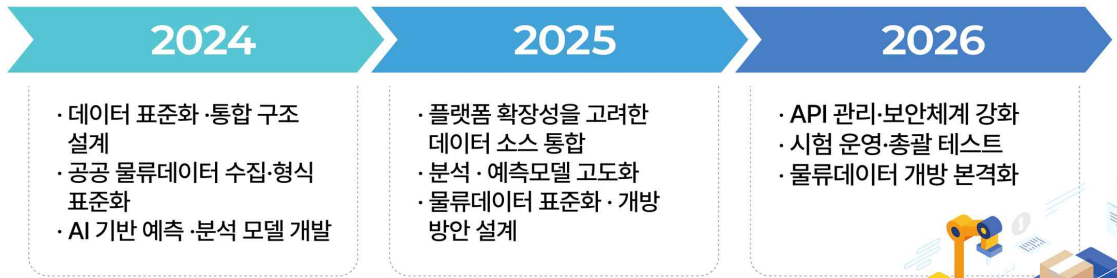 2024
· 데이터 표준화 ·통합 구조
설계
· 공공 물류데이터 수집·형식
표준화
· AI 기반 예측 ·분석 모델 개발
2025
· 플랫폼 확장성을 고려한
데이터 소스 통합
· 분석 · 예측모델 고도화
· 물류데이터 표준화 · 개방
방안 설계
2026
· API 관리·보안체계 강화
· 시험 운영·총괄 테스트
· 물류데이터 개방 본격화